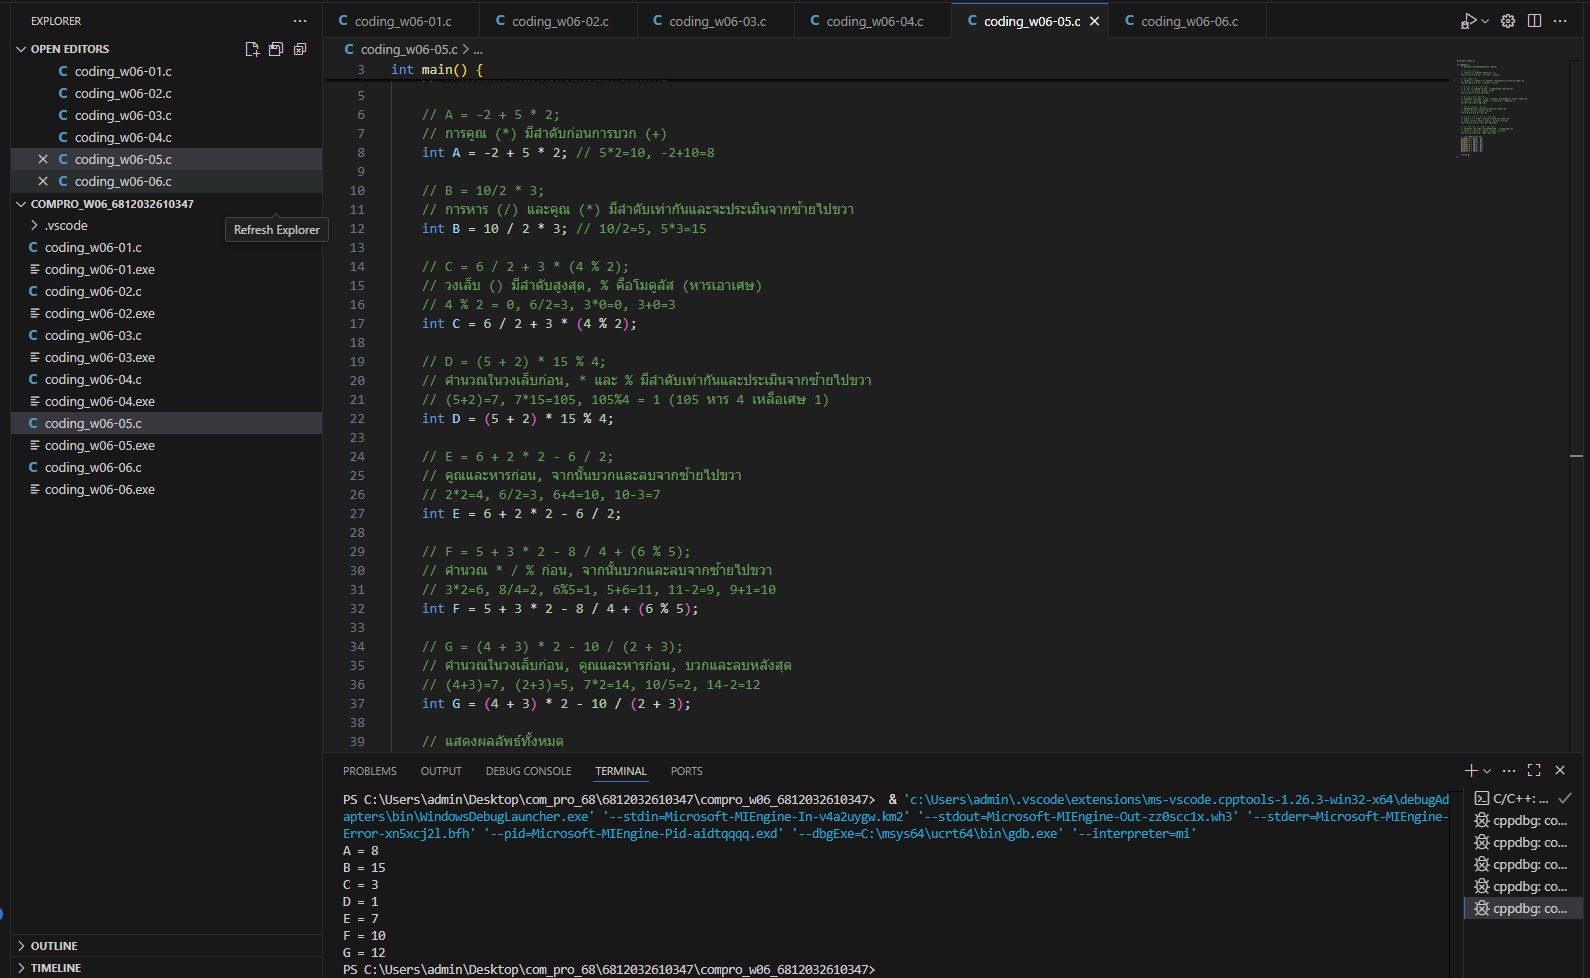 EXPLORER
OPEN EDITORS
coding_w06-01.c
coding_w06-02.c
coding_w06-03.c
coding_w06-04.c
coding_w06-05.c
coding_w06-06.c
COMPRO_W06_6812032610347
.vscode
Refresh Explorer
coding_w06-01.c
coding_w06-01.exe
coding_w06-02.c
coding_w06-02.exe
coding_w06-03.c
coding_w06-03.exe
coding_w06-04.c
coding_w06-04.exe
coding_w06-05.c
coding_w06-05.exe
coding_w06-06.c
coding_w06-06.exe
OUTLINE
TIMELINE
coding_w06-01.c coding_w06-02.c coding_w06-03.c coding_w06-04.c coding_w06-05.c coding_w06-06.c
coding_w06-05.c > ...
3 int main() {
5
6 // A = -2 + 5 * 2;
7 // การคูณ (*) มีลำดับก่อนการบวก (+)
8 int A = -2 + 5 * 2; // 5*2=10, -2+10=8
9
10 // B = 10/2 * 3;
11 // การหาร (/) และคูณ (*) มีลำดับเท่ากันและจะประเมินจากซ้ายไปขวา
12 int B = 10 / 2 * 3; // 10/2=5, 5*3=15
13
14 // C = 6 / 2 + 3 * (4 % 2);
15 // วงเล็บ () มีลำดับสูงสุด, % คือโมดูลัส (หารเอาเศษ)
16 // 4 % 2 = 0, 6/2=3, 3*0=0, 3+0=3
17 int C = 6 / 2 + 3 * (4 % 2);
18
19 // D = (5 + 2) * 15 % 4;
20 // คำนวณในวงเล็บก่อน, * และ % มีลำดับเท่ากันและประเมินจากซ้ายไปขวา
21 // (5+2)=7, 7*15=105, 105%4 = 1 (105 หาร 4 เหลือเศษ 1)
22 int D = (5 + 2) * 15 % 4;
23
24 // E = 6 + 2 * 2 - 6 / 2;
25 // คูณและหารก่อน, จากนั้นบวกและลบจากซ้ายไปขวา
26 // 2*2=4, 6/2=3, 6+4=10, 10-3=7
27 int E = 6 + 2 * 2 - 6 / 2;
28
29 // F = 5 + 3 * 2 - 8 / 4 + (6 % 5);
30 // คำนวณ * / % ก่อน, จากนั้นบวกและลบจากซ้ายไปขวา
31 // 3*2=6, 8/4=2, 6%5=1, 5+6=11, 11-2=9, 9+1=10
32 int F = 5 + 3 * 2 - 8 / 4 + (6 % 5);
33
34 // G = (4 + 3) * 2 - 10 / (2 + 3);
35 // คำนวณในวงเล็บก่อน, คูณและหารก่อน, บวกและลบหลังสุด
36 // (4+3)=7, (2+3)=5, 7*2=14, 10/5=2, 14-2=12
37 int G = (4 + 3) * 2 - 10 / (2 + 3);
38
39 // แสดงผลลัพธ์ทั้งหมด
PROBLEMS OUTPUT DEBUG CONSOLE TERMINAL PORTS
PS C:\Users\admin\Desktop\com_pro_68\6812032610347\compro_w06_6812032610347> & 'c:\Users\admin\.vscode\extensions\ms-vscode.cpptools-1.26.3-win32-x64\debugAd
apters\bin\WindowsDebugLauncher.exe' '--stdin=Microsoft-MIEngine-In-v4a2uygw.km2' '--stdout=Microsoft-MIEngine-Out-zz0scc1x.wh3' '--stderr=Microsoft-MIEngine-
Error-xn5xcj2l.bfh' '--pid=Microsoft-MIEngine-Pid-aidtqqqq.exd' '--dbgExe=C:\msys64\ucrt64\bin\gdb.exe' '--interpreter=mi'
A = 8
B = 15
C = 3
D = 1
E = 7
F = 10
G = 12
PS C:\Users\admin\Desktop\com_pro_68\6812032610347\compro_w06_6812032610347>
C/C++: ...
cppdbg: co...
cppdbg: co...
cppdbg: co...
cppdbg: co...
cppdbg: co...